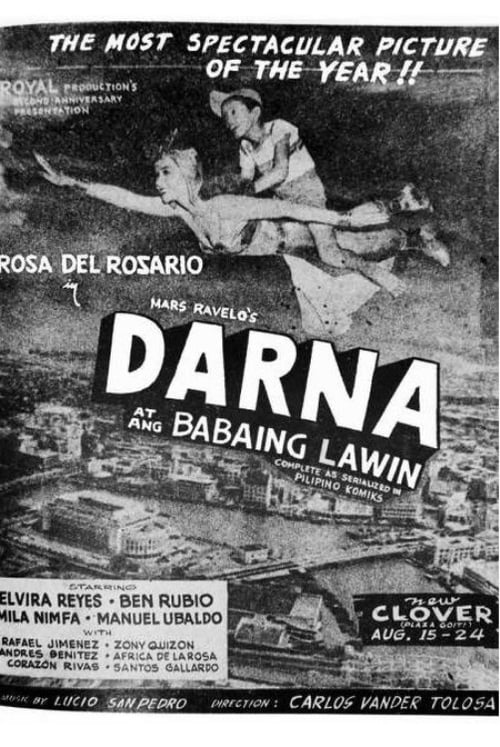 THE MOST SPECTACULAR PICTURE
OF THE YEAR!!
ROYAL PRODUCTION'S
SECOND ANNIVERSARY
PRESENTATION
ROSA DEL ROSARIO
in
MARS RAVELO'S
DARNA
AT ANG BABAING LAWIN
COMPLETE AS SERIALIZED IN
PILIPINO KOMIKS
STARRING
ELVIRA REYES • BEN RUBIO
MILA NIMFA • MANUEL UBALDO
WITH
RAFAEL JIMENEZ • ZONY QUIZON
ANDRES BENITEZ • AFRICA DE LA ROSA
CORAZON RIVAS • SANTOS GALLARDO
new
CLOVER
(PLAZA GOITI)
AUG. 15-24
MUSIC BY LUCIO SAN PEDRO DIRECTION: CARLOS VANDER TOLOSA